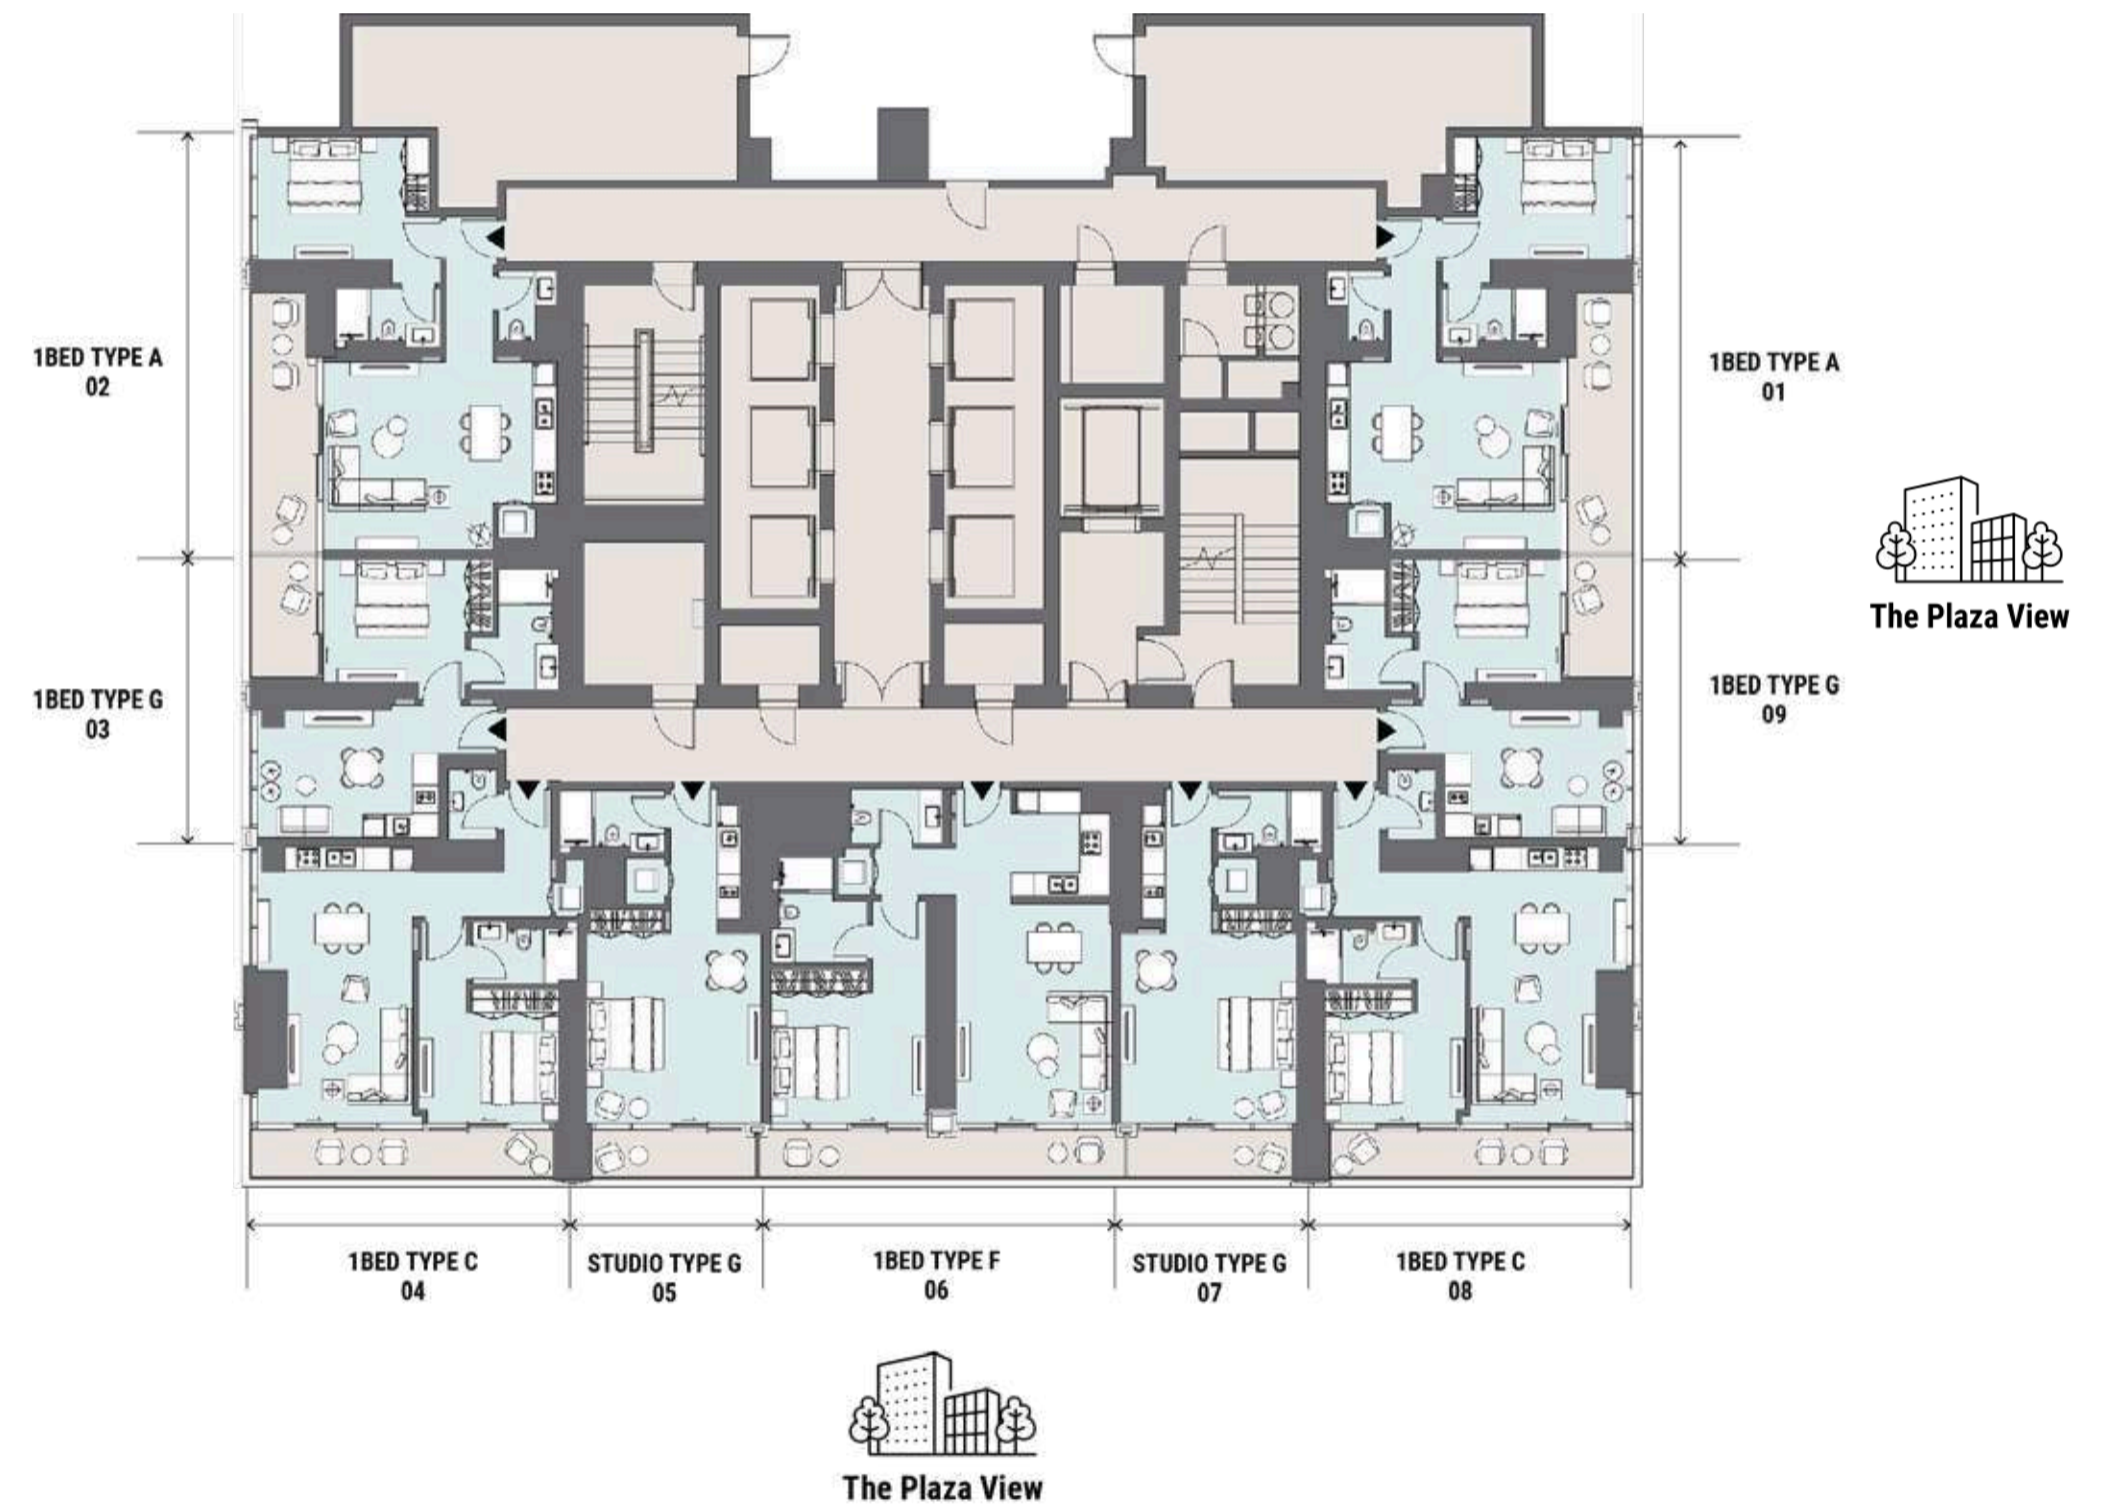 1BED TYPE A
02
1BED TYPE A
01
The Plaza View
1BED TYPE G
03
1BED TYPE G
09
1BED TYPE C
04
STUDIO TYPE G
05
1BED TYPE F
06
STUDIO TYPE G
07
1BED TYPE C
08
The Plaza View